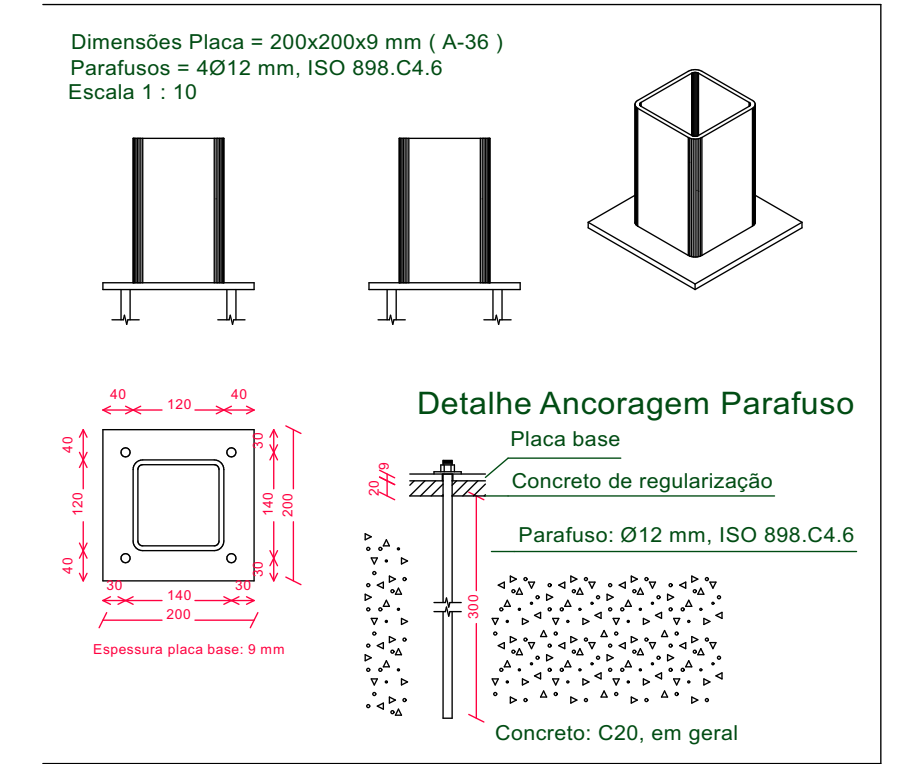 Dimensões Placa = 200x200x9 mm ( A-36 )
Parafusos = 4Ø12 mm, ISO 898.C4.6
Escala 1 : 10
40 120 40
40
120
40
30
140
30
200
30 140 30
200
Espessura placa base: 9 mm
Detalhe Ancoragem Parafuso
Placa base
9
20
Concreto de regularização
Parafuso: Ø12 mm, ISO 898.C4.6
300
Concreto: C20, em geral